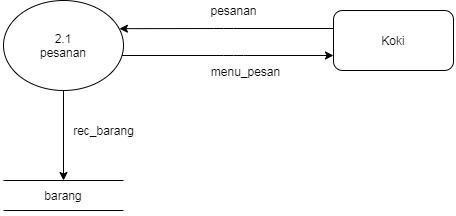 pesanan
2.1
pesanan
Koki
menu_pesan
rec_barang
barang